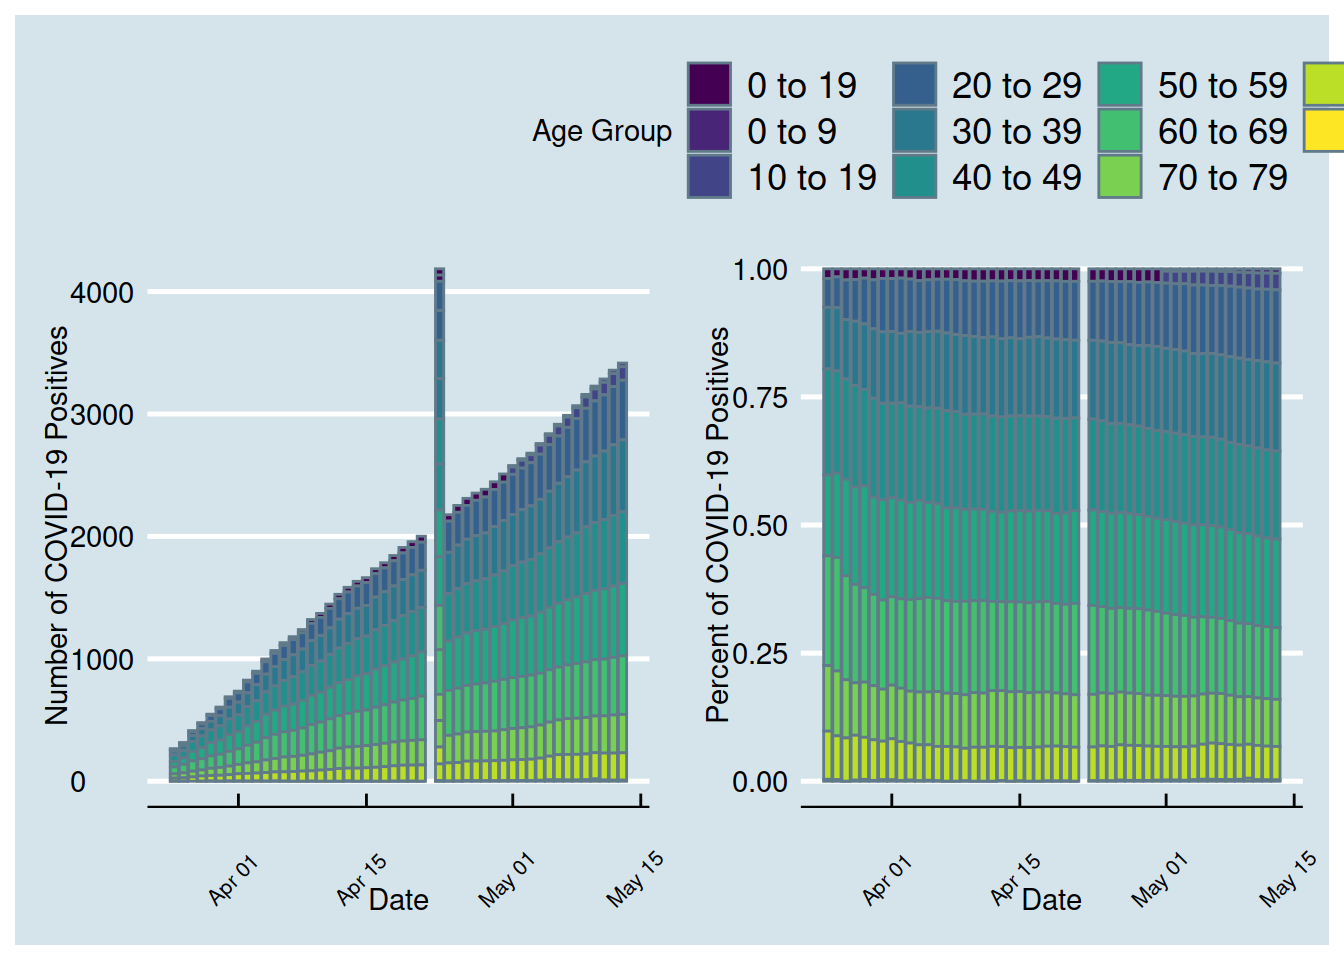 Age Group
0 to 19
0 to 9
10 to 19
20 to 29
30 to 39
40 to 49
50 to 59
60 to 69
70 to 79
Number of COVID-19 Positives
4000
3000
2000
1000
0
Apr 01
Apr 15
May 01
May 15
Date
Percent of COVID-19 Positives
1.00
0.75
0.50
0.25
0.00
Apr 01
Apr 15
May 01
May 15
Date